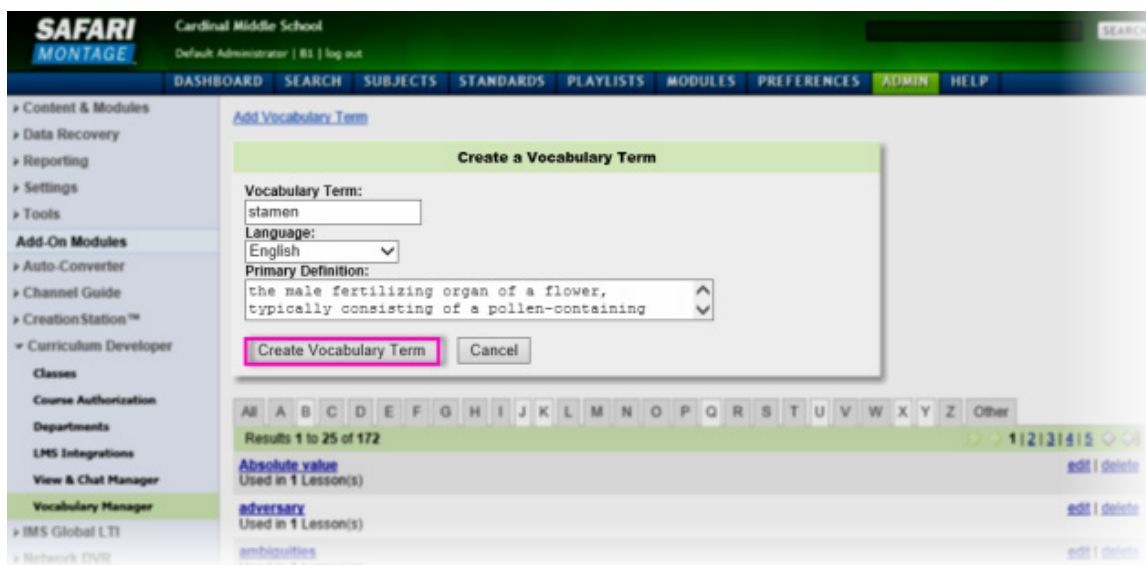 SAFARI
MONTAGE
Cardinal Middle School
Default Administrator | B1 | log out
SEARCH
DASHBOARD SEARCH SUBJECTS STANDARDS PLAYLISTS MODULES PREFERENCES ADMIN HELP
Content & Modules
Data Recovery
Reporting
Settings
Tools
Add-On Modules
Auto-Converter
Channel Guide
CreationStation™
Curriculum Developer
Classes
Course Authorization
Departments
LMS Integrations
View & Chat Manager
Vocabulary Manager
IMS Global LTI
Network DVR
Add Vocabulary Term
Create a Vocabulary Term
Vocabulary Term:
stamen
Language:
English
Primary Definition:
the male fertilizing organ of a flower,
typically consisting of a pollen-containing
Create Vocabulary Term Cancel
All A B C D E F G H I J K L M N O P Q R S T U V W X Y Z Other
Results 1 to 25 of 172 1|2|3|4|5
Absolute value edit | delete
Used in 1 Lesson(s)
adversary edit | delete
Used in 1 Lesson(s)
ambiguities edit | delete